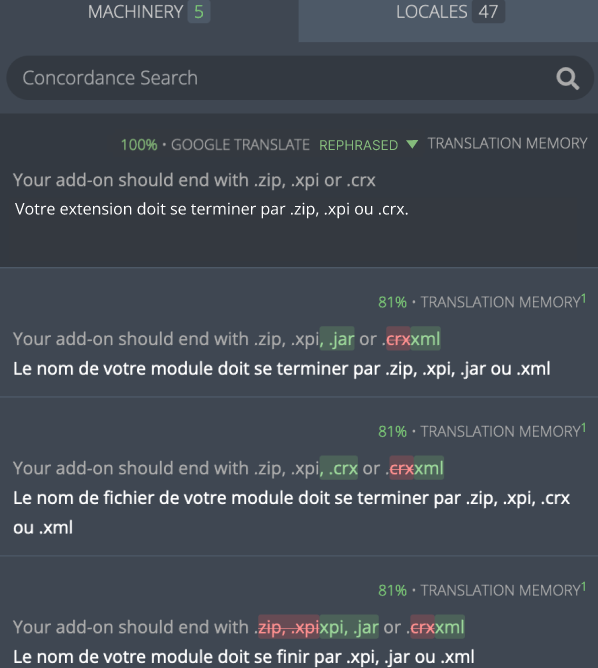 MACHINERY 5 LOCALES 47
Concordance Search
100% • GOOGLE TRANSLATE REPHRASED ▼ TRANSLATION MEMORY
Your add-on should end with .zip, .xpi or .crx
Votre extension doit se terminer par .zip, .xpi ou .crx.
81% • TRANSLATION MEMORY¹
Your add-on should end with .zip, .xpi, .jar or .crxxml
Le nom de votre module doit se terminer par .zip, .xpi, .jar ou .xml
81% • TRANSLATION MEMORY¹
Your add-on should end with .zip, .xpi, .crx or .crxxml
Le nom de fichier de votre module doit se terminer par .zip, .xpi, .crx
ou .xml
81% • TRANSLATION MEMORY¹
Your add-on should end with .zip, .xpixpi, .jar or .crxxml
Le nom de votre module doit se finir par .xpi, .jar ou .xml